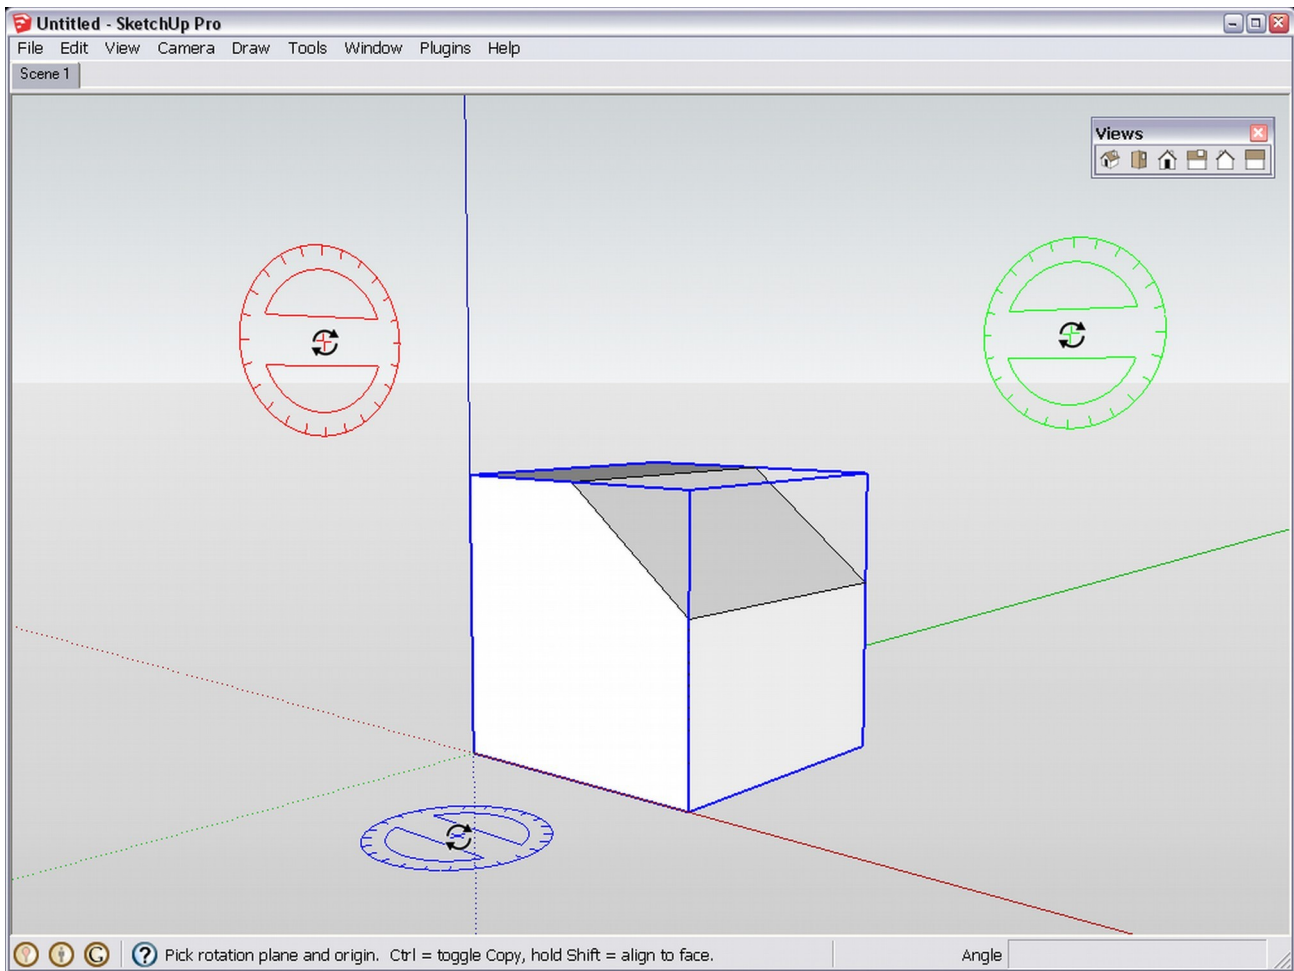 Untitled - SketchUp Pro
File Edit View Camera Draw Tools Window Plugins Help
Scene 1
Views
Pick rotation plane and origin. Ctrl = toggle Copy, hold Shift = align to face. Angle